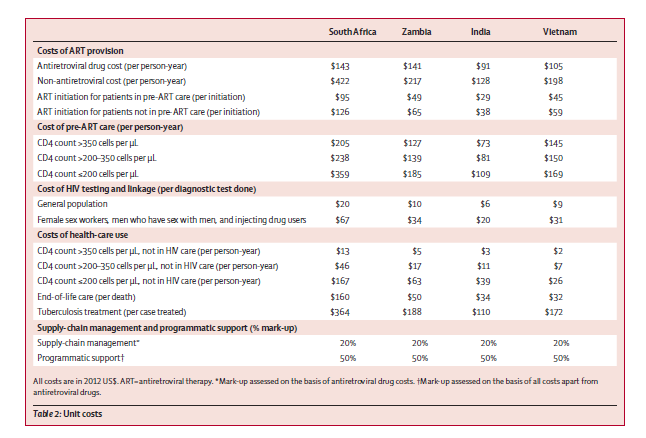 South Africa Zambia India Vietnam
Costs of ART provision
Antiretroviral drug cost (per person-year) $143 $141 $91 $105
Non-antiretroviral cost (per person-year) $422 $217 $128 $198
ART initiation for patients in pre-ART care (per initiation) $95 $49 $29 $45
ART initiation for patients not in pre-ART care (per initiation) $126 $65 $38 $59
Cost of pre-ART care (per person-year)
CD4 count >350 cells per μL $205 $127 $73 $145
CD4 count >200–350 cells per μL $238 $139 $81 $150
CD4 count ≤200 cells per μL $359 $185 $109 $169
Cost of HIV testing and linkage (per diagnostic test done)
General population $20 $10 $6 $9
Female sex workers, men who have sex with men, and injecting drug users $67 $34 $20 $31
Costs of health-care use
CD4 count >350 cells per μL, not in HIV care (per person-year) $13 $5 $3 $2
CD4 count >200–350 cells per μL, not in HIV care (per person-year) $46 $17 $11 $7
CD4 count ≤200 cells per μL, not in HIV care (per person-year) $167 $63 $39 $26
End-of-life care (per death) $160 $50 $34 $32
Tuberculosis treatment (per case treated) $364 $188 $110 $172
Supply-chain management and programmatic support (% mark-up)
Supply-chain management* 20% 20% 20% 20%
Programmatic support† 50% 50% 50% 50%
All costs are in 2012 US$. ART=antiretroviral therapy. *Mark-up assessed on the basis of antiretroviral drug costs. †Mark-up assessed on the basis of all costs apart from
antiretroviral drugs.
Table 2: Unit costs